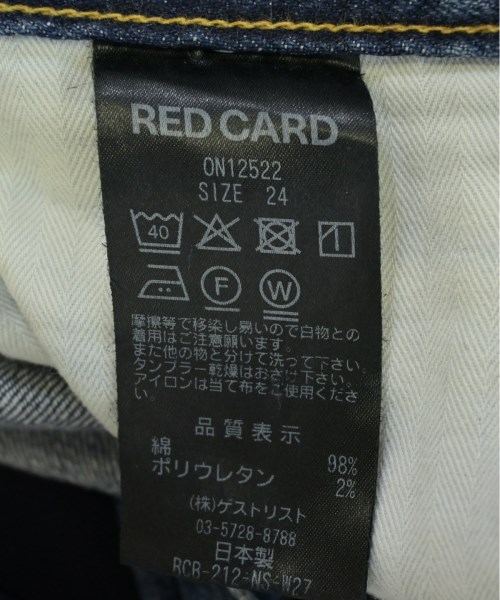 RED CARD
ON12522
SIZE 24
40
F W
摩擦等で移染し易いので白物との
着用はご注意願います。
また他の物と分けて洗って下さい。
タンブラー乾燥はおさけ下さい。
アイロンは当て布をご使用くださ
い。
品質表示
綿 98%
ポリウレタン 2%
(株)ゲストリスト
03-5728-8788
日本製
RCB-212-NS-W27